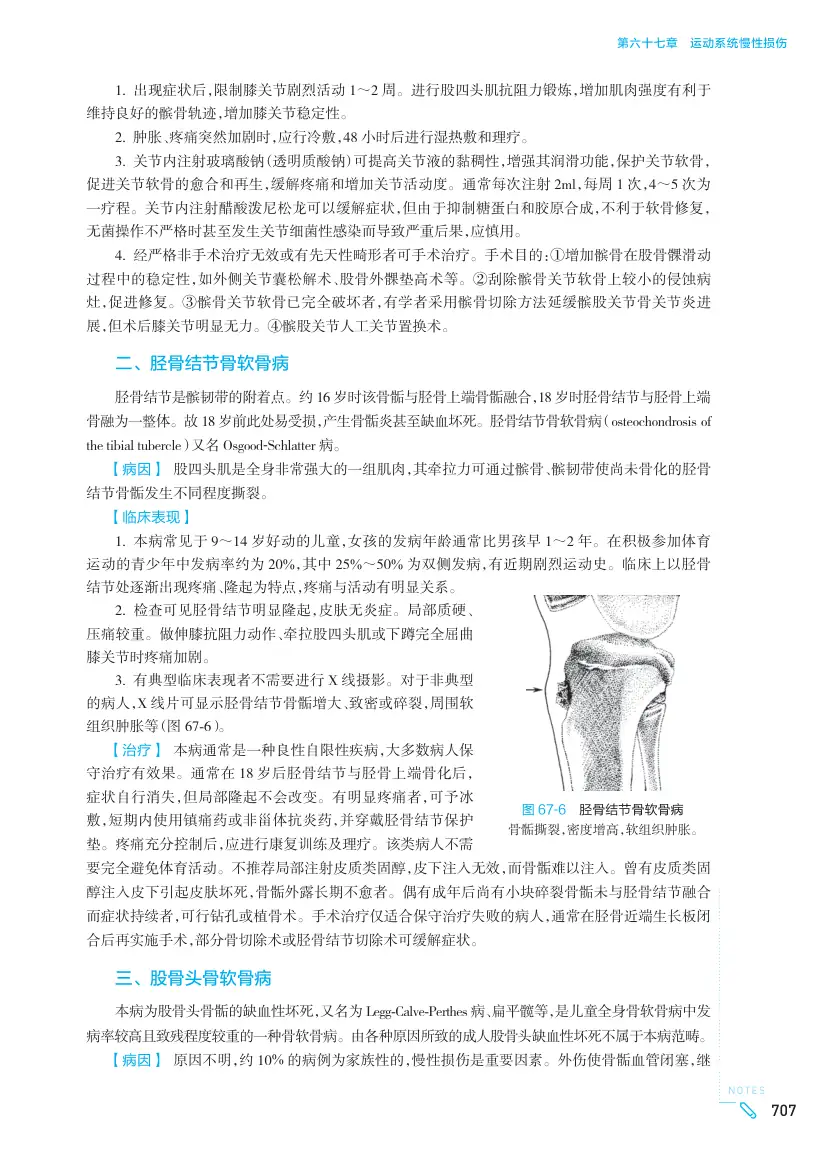 第六十七章 运动系统慢性损伤
1. 出现症状后,限制膝关节剧烈活动 1～2 周。进行股四头肌抗阻力锻炼,增加肌肉强度有利于
维持良好的髌骨轨迹,增加膝关节稳定性。
2. 肿胀、疼痛突然加剧时,应行冷敷,48 小时后进行湿热敷和理疗。
3. 关节内注射玻璃酸钠(透明质酸钠)可提高关节液的黏稠性,增强其润滑功能,保护关节软骨,
促进关节软骨的愈合和再生,缓解疼痛和增加关节活动度。通常每次注射 2ml,每周 1 次,4～5 次为
一疗程。关节内注射醋酸泼尼松龙可以缓解症状,但由于抑制糖蛋白和胶原合成,不利于软骨修复,
无菌操作不严格时甚至发生关节细菌性感染而导致严重后果,应慎用。
4. 经严格非手术治疗无效或有先天性畸形者可手术治疗。手术目的:①增加髌骨在股骨髁滑动
过程中的稳定性,如外侧关节囊松解术、股骨外髁垫高术等。②刮除髌骨关节软骨上较小的侵蚀病
灶,促进修复。③髌骨关节软骨已完全破坏者,有学者采用髌骨切除方法延缓髌股关节骨关节炎进
展,但术后膝关节明显无力。④髌股关节人工关节置换术。
二、胫骨结节骨软骨病
胫骨结节是髌韧带的附着点。约 16 岁时该骨骺与胫骨上端骨骺融合,18 岁时胫骨结节与胫骨上端
骨融为一整体。故 18 岁前此处易受损,产生骨骺炎甚至缺血坏死。胫骨结节骨软骨病(osteochondrosis of
the tibial tubercle)又名 Osgood-Schlatter 病。
【病因】 股四头肌是全身非常强大的一组肌肉,其牵拉力可通过髌骨、髌韧带使尚未骨化的胫骨
结节骨骺发生不同程度撕裂。
【临床表现】
1. 本病常见于 9～14 岁好动的儿童,女孩的发病年龄通常比男孩早 1～2 年。在积极参加体育
运动的青少年中发病率约为 20%,其中 25%～50% 为双侧发病,有近期剧烈运动史。临床上以胫骨
结节处逐渐出现疼痛、隆起为特点,疼痛与活动有明显关系。
2. 检查可见胫骨结节明显隆起,皮肤无炎症。局部质硬、
压痛较重。做伸膝抗阻力动作、牵拉股四头肌或下蹲完全屈曲
膝关节时疼痛加剧。
3. 有典型临床表现者不需要进行 X 线摄影。对于非典型
的病人,X 线片可显示胫骨结节骨骺增大、致密或碎裂,周围软
组织肿胀等(图 67-6)。
【治疗】 本病通常是一种良性自限性疾病,大多数病人保
守治疗有效果。通常在 18 岁后胫骨结节与胫骨上端骨化后,
症状自行消失,但局部隆起不会改变。有明显疼痛者,可予冰
敷,短期内使用镇痛药或非甾体抗炎药,并穿戴胫骨结节保护
垫。疼痛充分控制后,应进行康复训练及理疗。该类病人不需
图 67-6 胫骨结节骨软骨病
骨骺撕裂,密度增高,软组织肿胀。
要完全避免体育活动。不推荐局部注射皮质类固醇,皮下注入无效,而骨骺难以注入。曾有皮质类固
醇注入皮下引起皮肤坏死,骨骺外露长期不愈者。偶有成年后尚有小块碎裂骨骺未与胫骨结节融合
而症状持续者,可行钻孔或植骨术。手术治疗仅适合保守治疗失败的病人,通常在胫骨近端生长板闭
合后再实施手术,部分骨切除术或胫骨结节切除术可缓解症状。
三、股骨头骨软骨病
本病为股骨头骨骺的缺血性坏死,又名为 Legg-Calve-Perthes 病、扁平髋等,是儿童全身骨软骨病中发
病率较高且致残程度较重的一种骨软骨病。由各种原因所致的成人股骨头缺血性坏死不属于本病范畴。
【病因】 原因不明,约 10% 的病例为家族性的,慢性损伤是重要因素。外伤使骨骺血管闭塞,继
NOTES
707